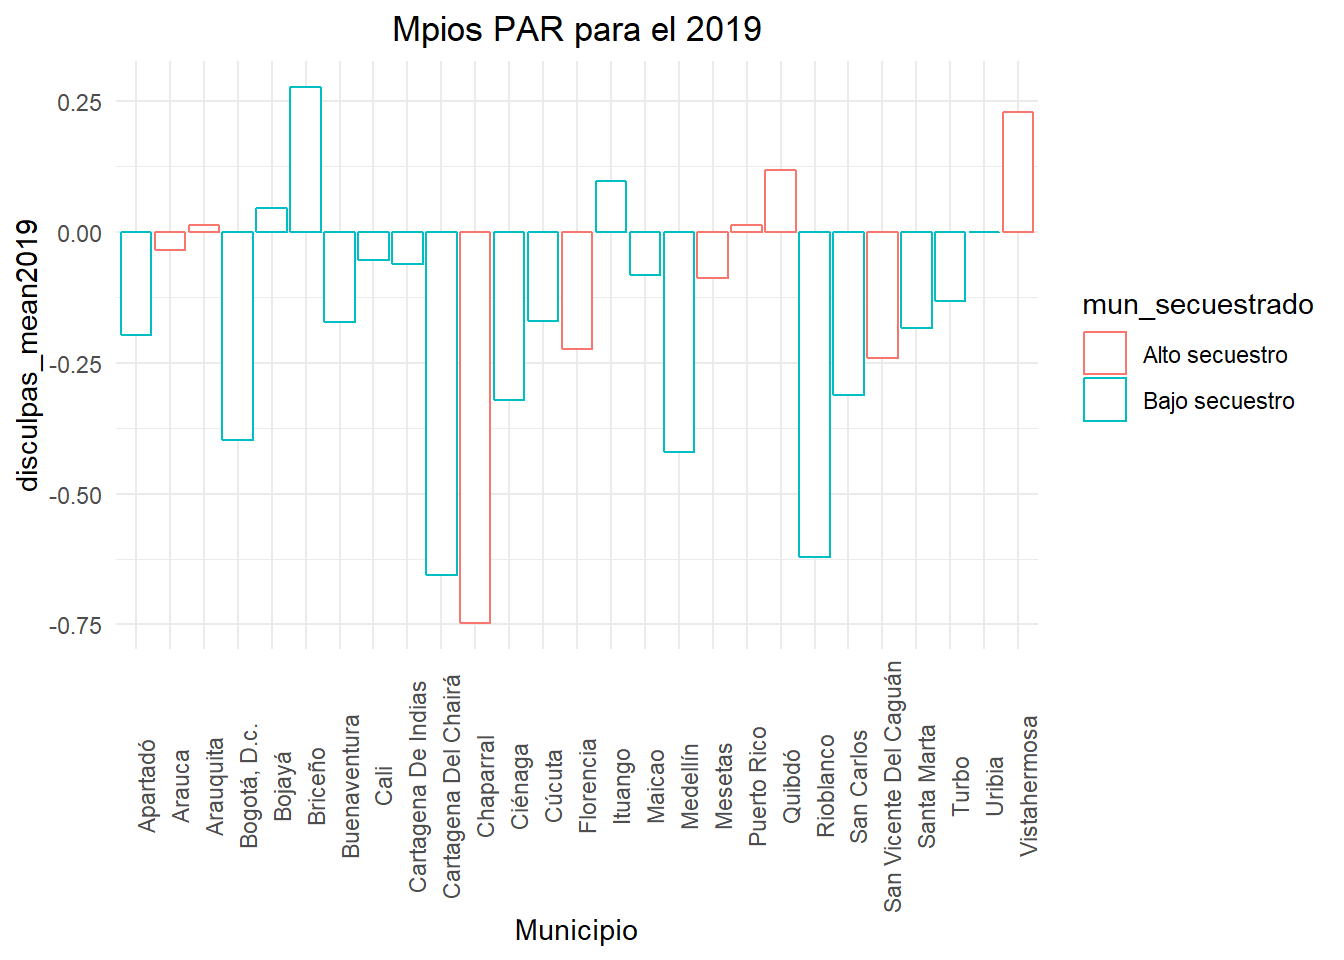 Mpios PAR para el 2019
disculpas_mean2019
0.25
0.00
-0.25
-0.50
-0.75
Apartadó
Arauca
Arauquita
Bogotá, D.c.
Bojayá
Briceño
Buenaventura
Cali
Cartagena De Indias
Cartagena Del Chairá
Chaparral
Ciénaga
Cúcuta
Florencia
Ituango
Maicao
Medellín
Mesetas
Puerto Rico
Quibdó
Rioblanco
San Carlos
San Vicente Del Caguán
Santa Marta
Turbo
Uribia
Vistahermosa
Municipio
mun_secuestrado
Alto secuestro
Bajo secuestro